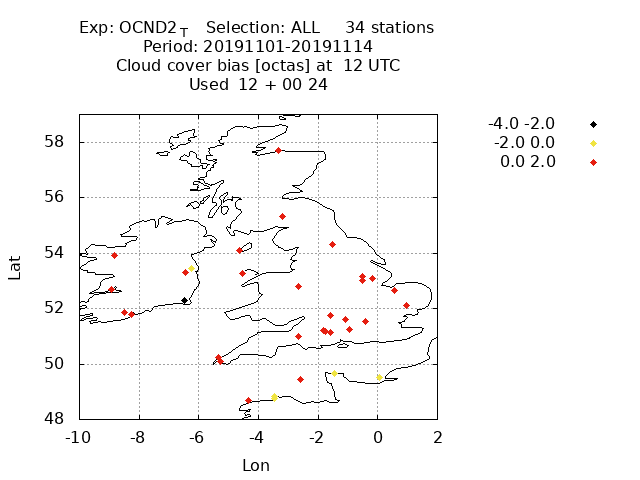 Exp: OCND2T   Selection: ALL     34 stations
Period: 20191101-20191114
Cloud cover bias [octas] at  12 UTC
Used  12 + 00 24
-4.0 -2.0
-2.0 0.0
0.0 2.0
58
56
54
52
50
48
Lat
-10 -8 -6 -4 -2 0 2
Lon